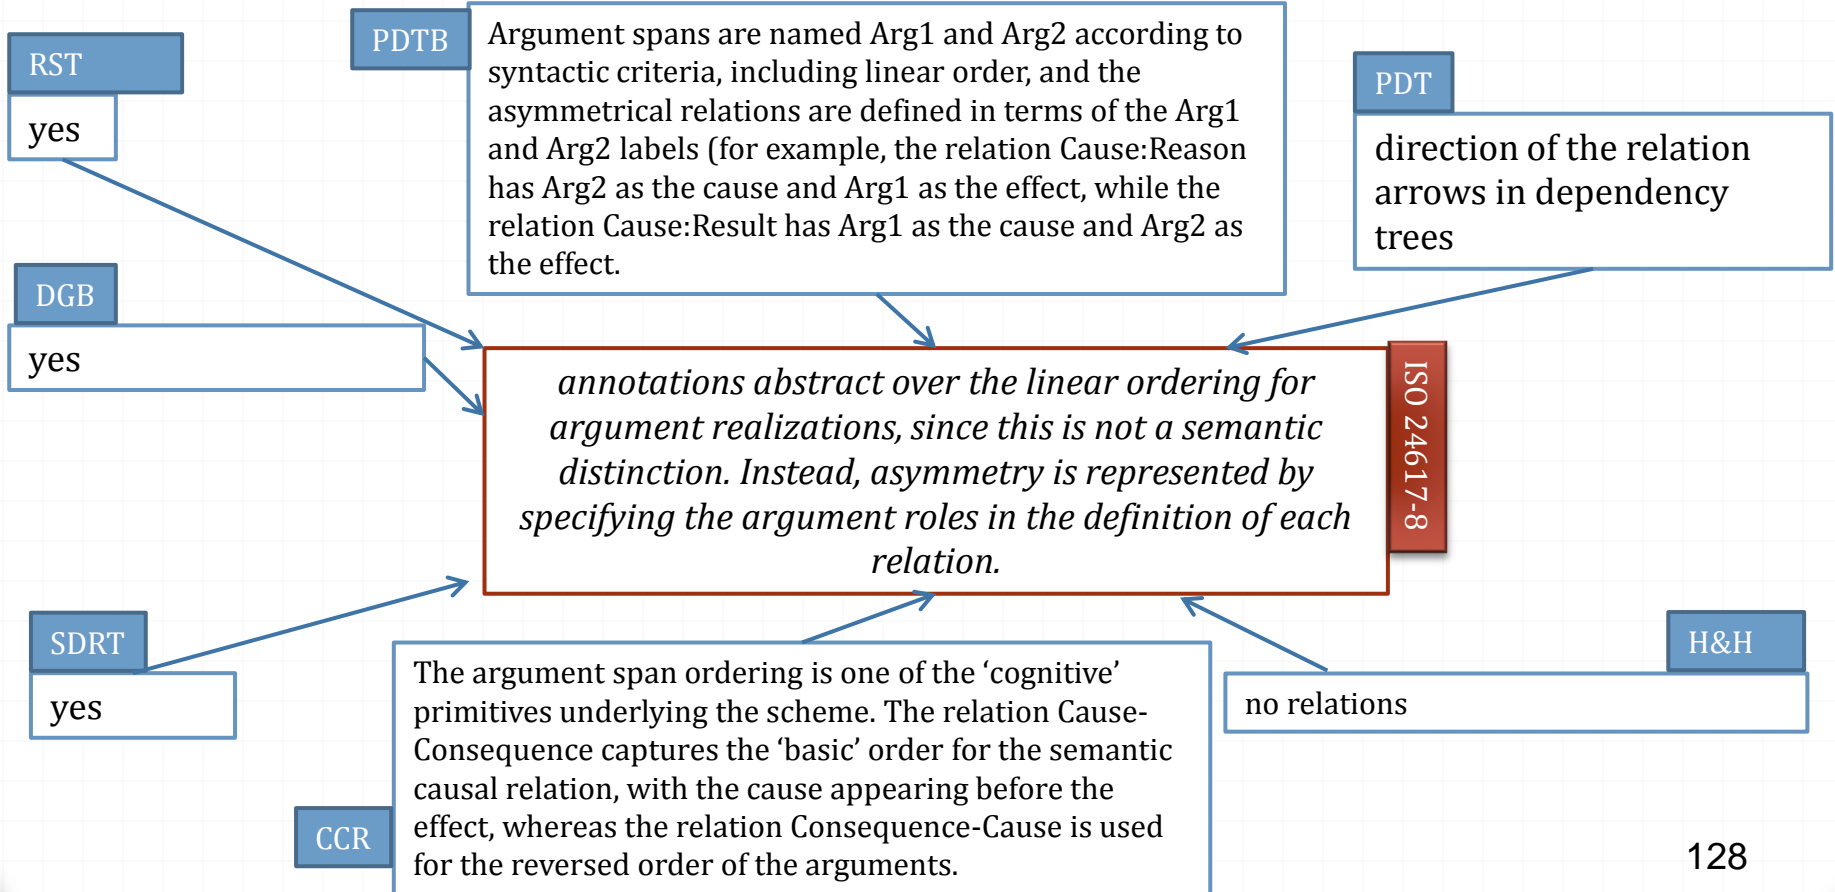 RST
yes
PDTB
Argument spans are named Arg1 and Arg2 according to
syntactic criteria, including linear order, and the
asymmetrical relations are defined in terms of the Arg1
and Arg2 labels (for example, the relation Cause:Reason
has Arg2 as the cause and Arg1 as the effect, while the
relation Cause:Result has Arg1 as the cause and Arg2 as
the effect.
PDT
direction of the relation
arrows in dependency
trees
DGB
yes
annotations abstract over the linear ordering for
argument realizations, since this is not a semantic
distinction. Instead, asymmetry is represented by
specifying the argument roles in the definition of each
relation.
ISO 24617-8
SDRT
yes
CCR
The argument span ordering is one of the ‘cognitive’
primitives underlying the scheme. The relation Cause-
Consequence captures the ‘basic’ order for the semantic
causal relation, with the cause appearing before the
effect, whereas the relation Consequence-Cause is used
for the reversed order of the arguments.
H&H
no relations
128